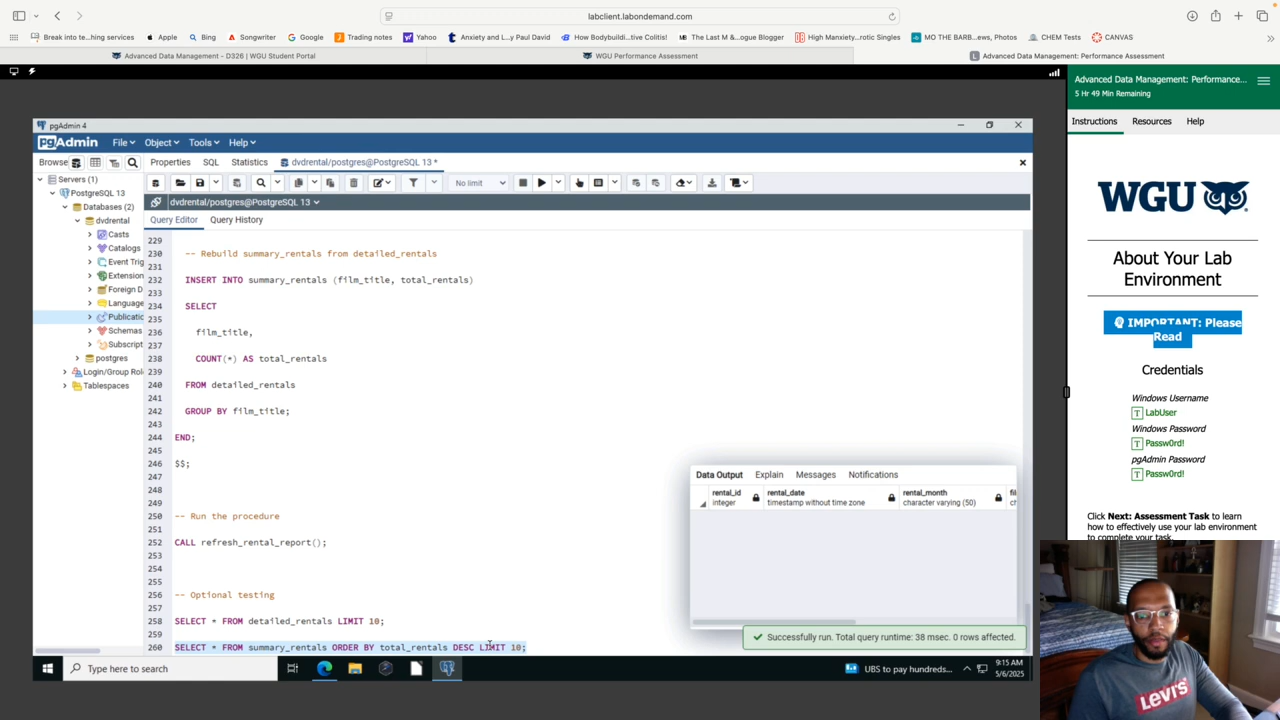 labclient.labondemand.com
Break into te...hing services
Apple
Bing
Songwriter
Google
Trading notes
Yahoo
Anxiety and L...y Paul David
How Bodybuildi...tive Colitis!
The Last M &...ogue Blogger
High Manxiety...rotic Singles
MO THE BARB...ews, Photos
CHEM Tests
CANVAS
Advanced Data Management - D326 | WGU Student Portal
WGU Performance Assessment
L Advanced Data Management: Performance Assessment
Advanced Data Management: Performance...
5 Hr 49 Min Remaining
Instructions
Resources
Help
pgAdmin 4
pgAdmin
File
Object
Tools
Help
Browser
Properties
SQL
Statistics
dvdrental/postgres@PostgreSQL 13 *
No limit
dvdrental/postgres@PostgreSQL 13
Query Editor
Query History
Servers (1)
PostgreSQL 13
Databases (2)
dvdrental
Casts
Catalogs
Event Trig
Extension
Foreign D
Language
Publicatic
Schemas
Subscript
postgres
Login/Group Rol
Tablespaces
229
230 -- Rebuild summary_rentals from detailed_rentals
231
232 INSERT INTO summary_rentals (film_title, total_rentals)
233
234 SELECT
235
236 film_title,
237
238 COUNT(*) AS total_rentals
239
240 FROM detailed_rentals
241
242 GROUP BY film_title;
243
244 END;
245
246 $$;
247
248
249
250 -- Run the procedure
251
252 CALL refresh_rental_report();
253
254
255
256 -- Optional testing
257
258 SELECT * FROM detailed_rentals LIMIT 10;
259
260 SELECT * FROM summary_rentals ORDER BY total_rentals DESC LIMIT 10;
Data Output
Explain
Messages
Notifications
rental_id
integer
rental_date
timestamp without time zone
rental_month
character varying (50)
Successfully run. Total query runtime: 38 msec. 0 rows affected.
Type here to search
UBS to pay hundreds...
9:15 AM
5/6/2025
WGU
About Your Lab
Environment
IMPORTANT: Please
Read
Credentials
Windows Username
T LabUser
Windows Password
T Passw0rd!
pgAdmin Password
T Passw0rd!
Click Next: Assessment Task to learn
how to effectively use your lab environment
to complete your task.
LEVI'S